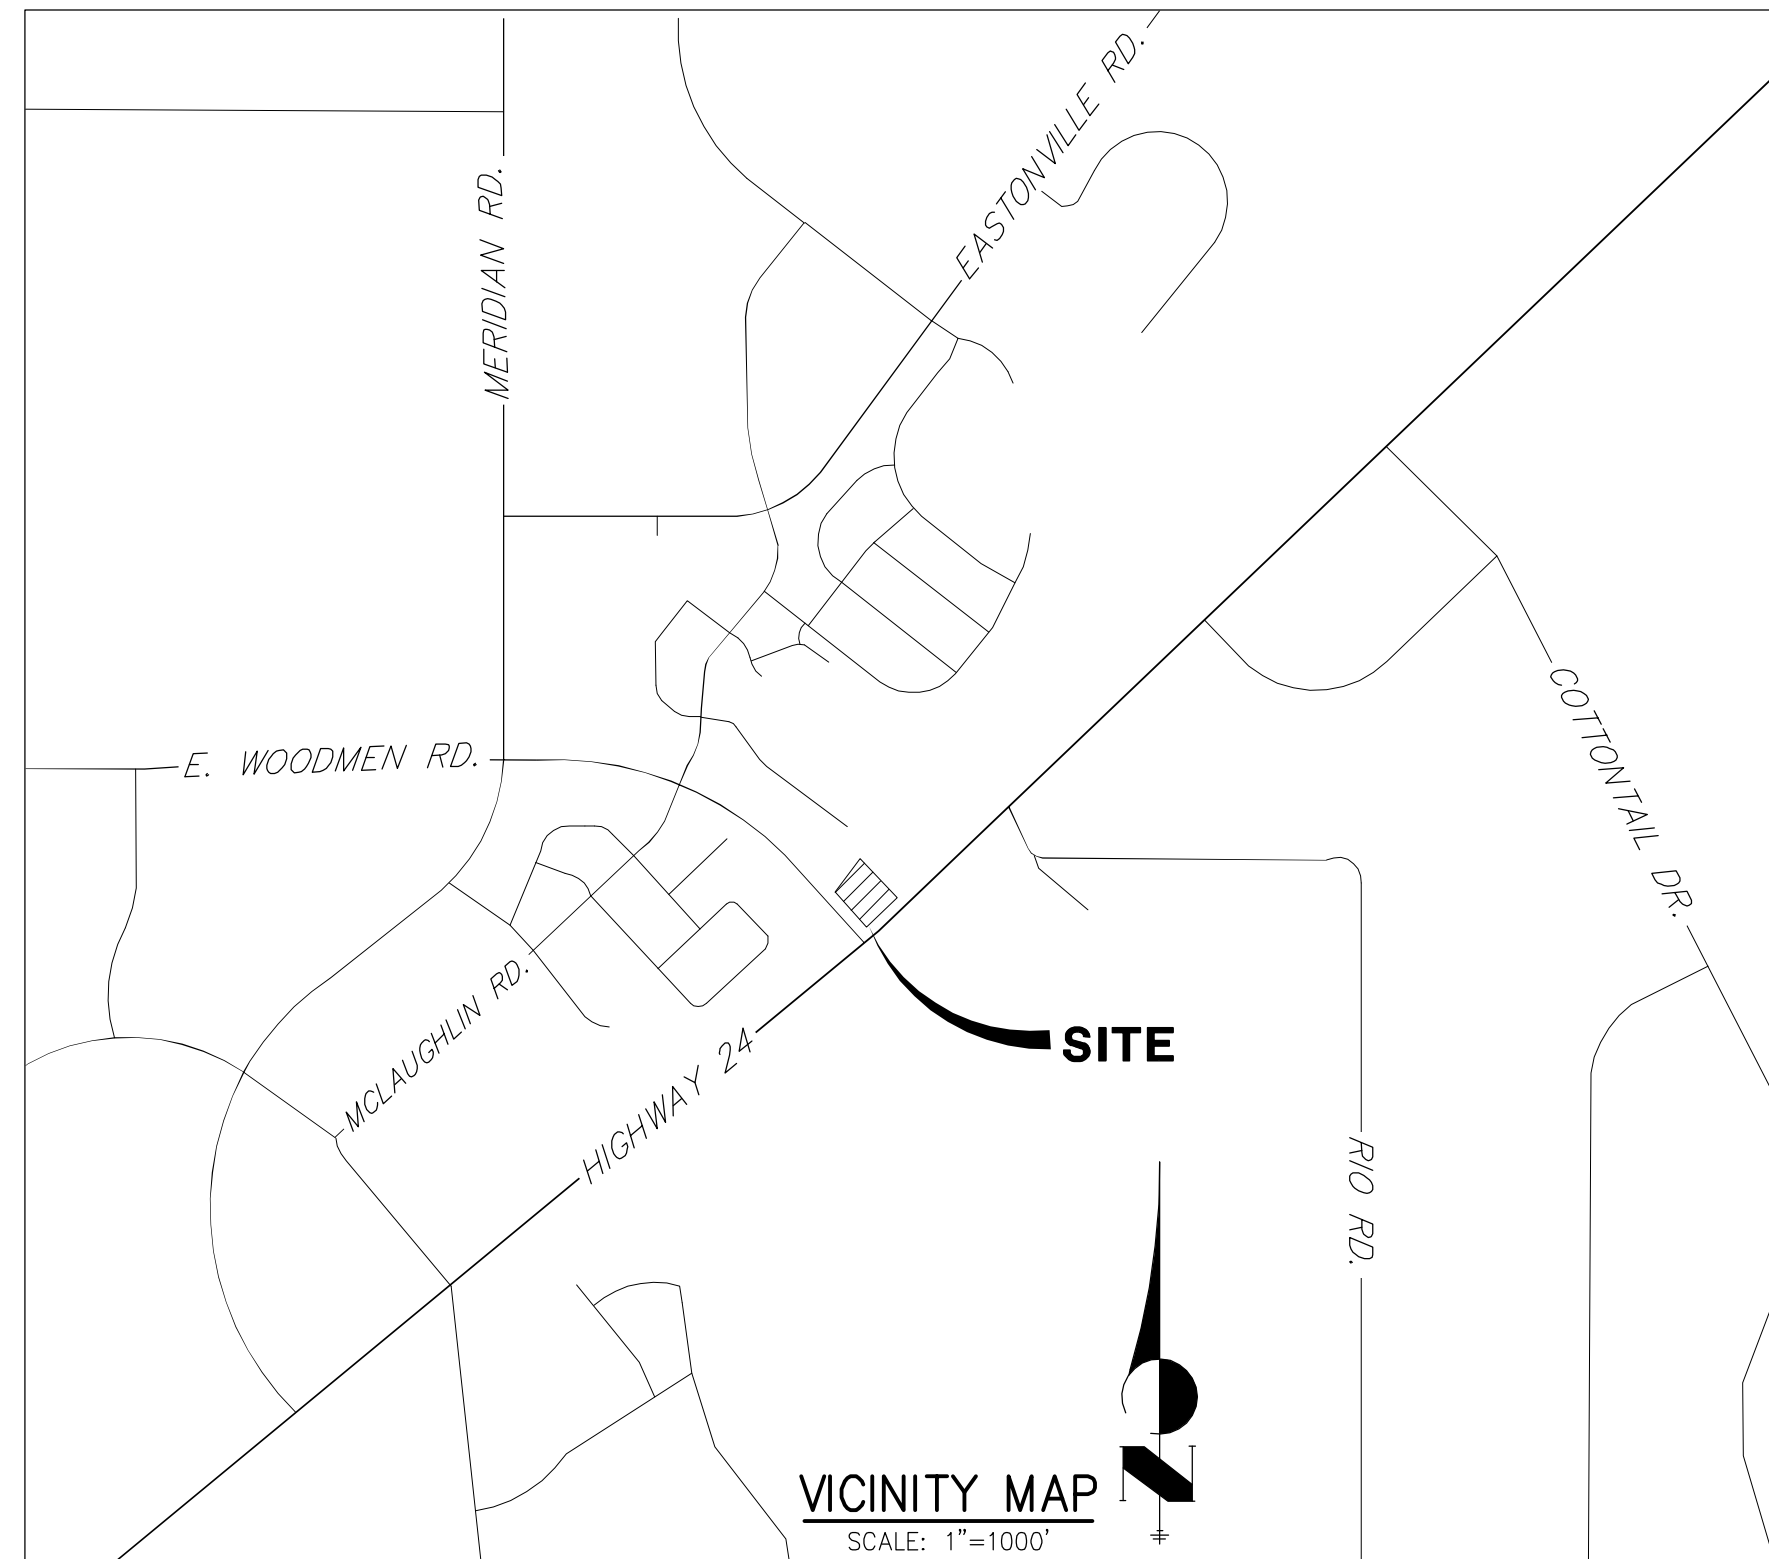 EASTONVILLE RD.
MERIDIAN RD.
E. WOODMEN RD.
COTTONTAIL DR.
MCLAUGHLIN RD.
HIGHWAY 24
SITE
RIO RD.
N
VICINITY MAP
SCALE: 1"=1000'